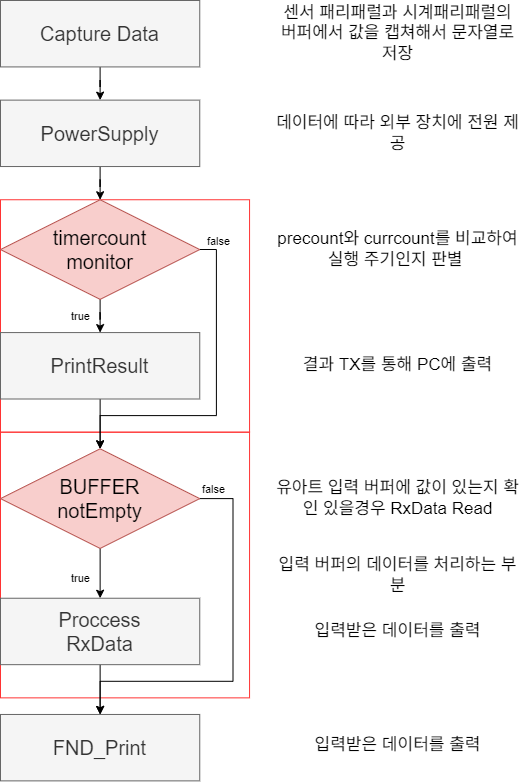 Capture Data
센서 패리패럴과 시계패리패럴의
버퍼에서 값을 캡쳐해서 문자열로
저장
PowerSupply
데이터에 따라 외부 장치에 전원 제
공
timercount
monitor
false
precount와 currcount를 비교하여
실행 주기인지 판별
true
PrintResult
결과 TX를 통해 PC에 출력
BUFFER
notEmpty
false
유아트 입력 버퍼에 값이 있는지 확
인 있을경우 RxData Read
true
입력 버퍼의 데이터를 처리하는 부
분
Proccess
RxData
입력받은 데이터를 출력
FND_Print
입력받은 데이터를 출력